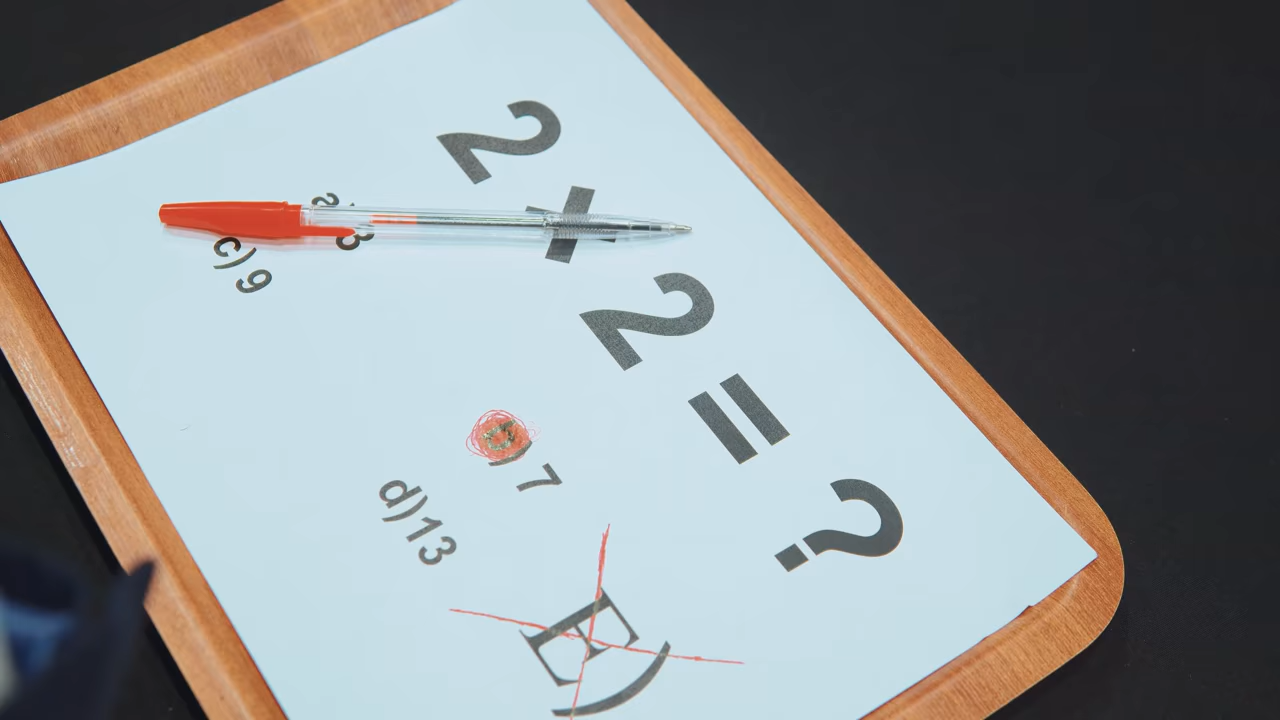 2 + 2 = ?
) 7
c) 9
d) 13
E)